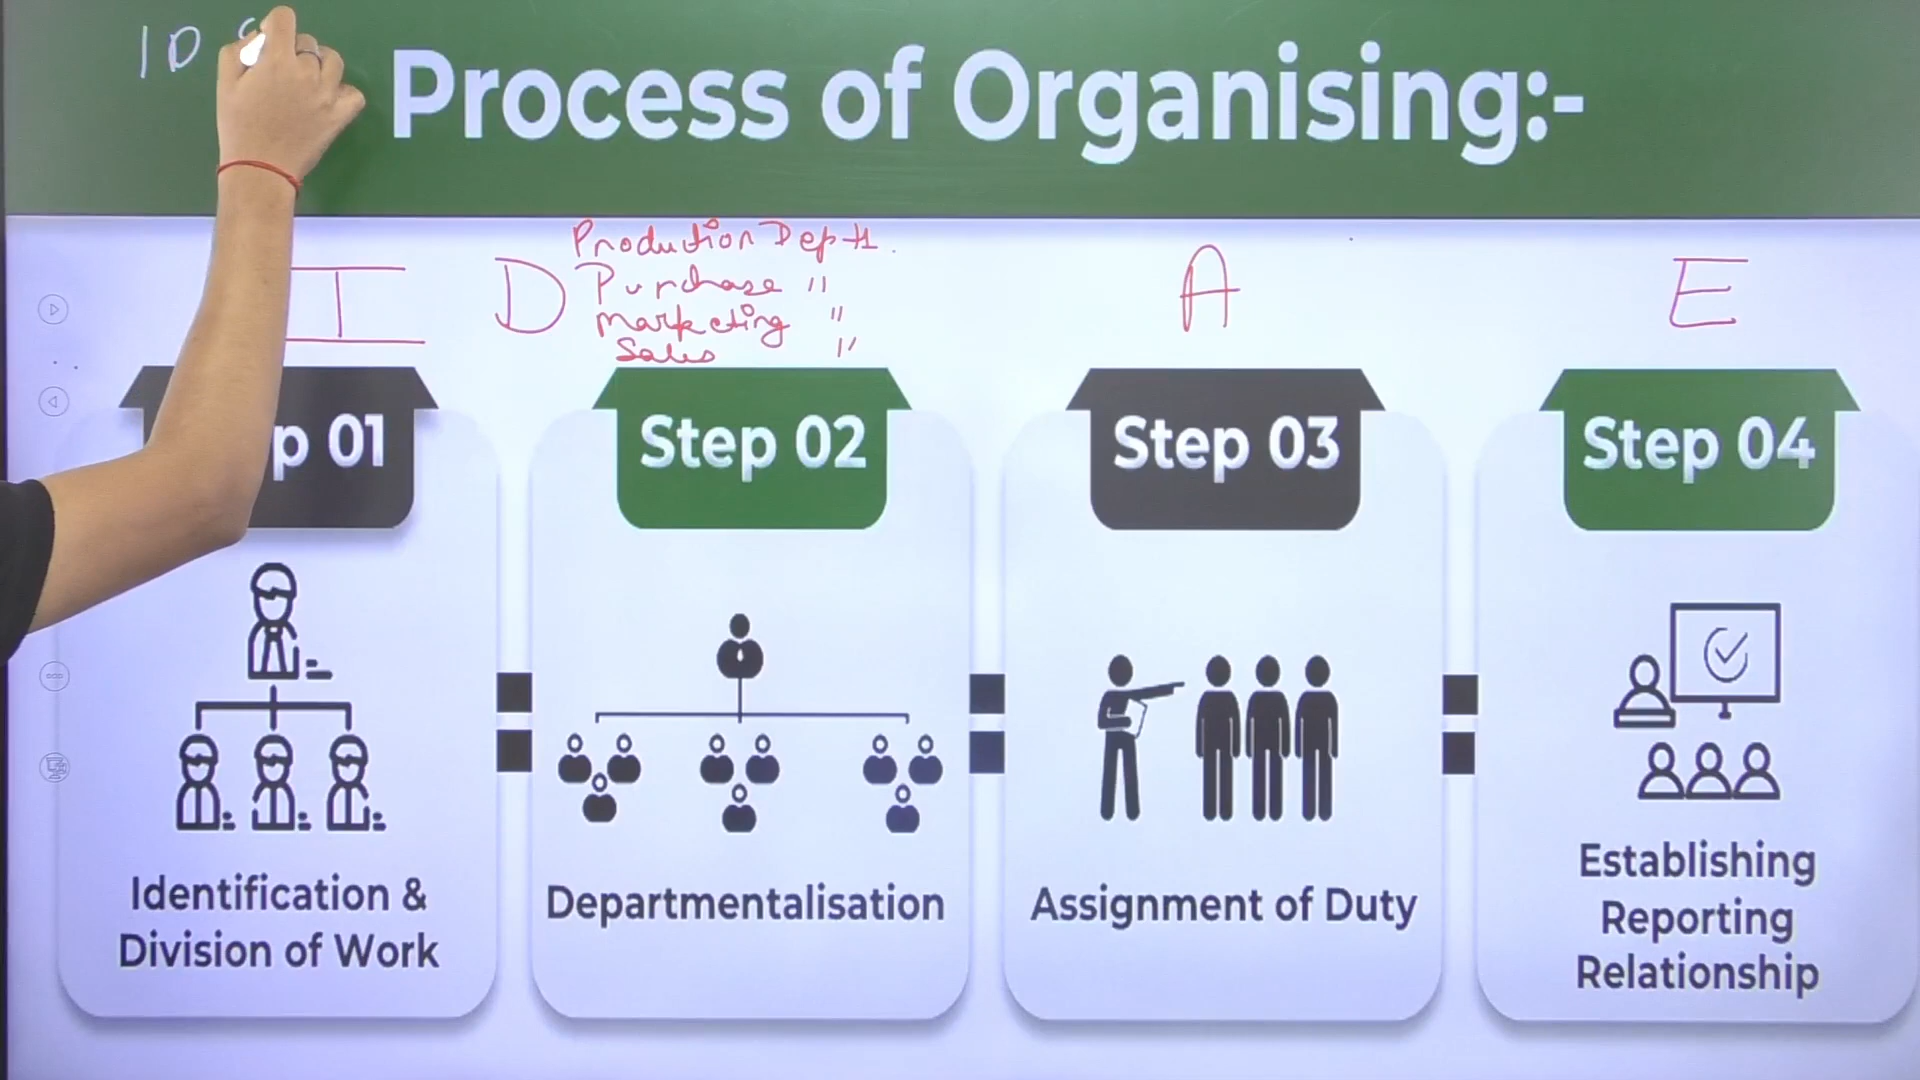 I D
Process of Organising:-
I
D
Production Deptt.
Purchase "
Marketing "
Sales "
A
E
p 01
Step 02
Step 03
Step 04
Identification &
Division of Work
Departmentalisation
Assignment of Duty
Establishing
Reporting
Relationship